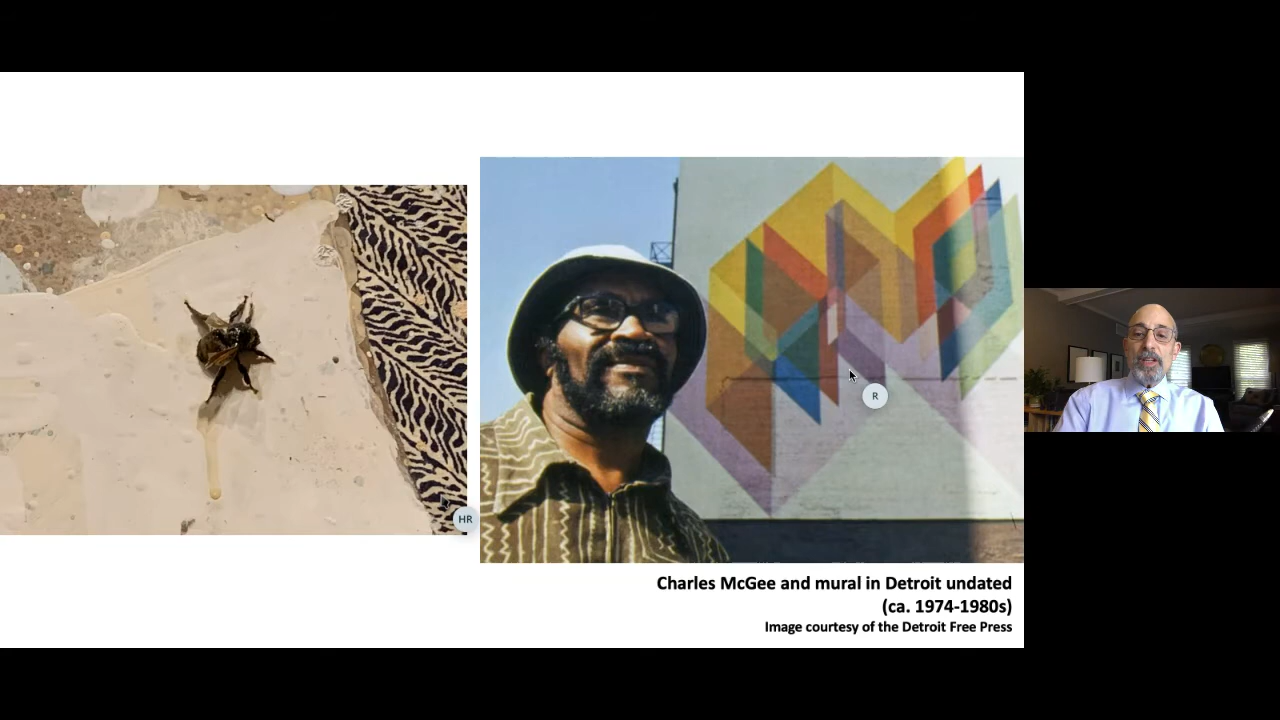 HR
R
Charles McGee and mural in Detroit undated
(ca. 1974-1980s)
Image courtesy of the Detroit Free Press